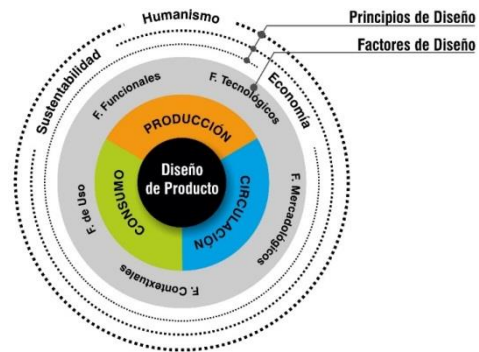 Humanismo
Principios de Diseño
Factores de Diseño
Sustentabilidad
Economía
F. Funcionales
F. Tecnológicos
PRODUCCIÓN
Diseño
de Producto
CONSUMO
CIRCULACIÓN
F. de Uso
F. Mercadológicos
F. Contextuales